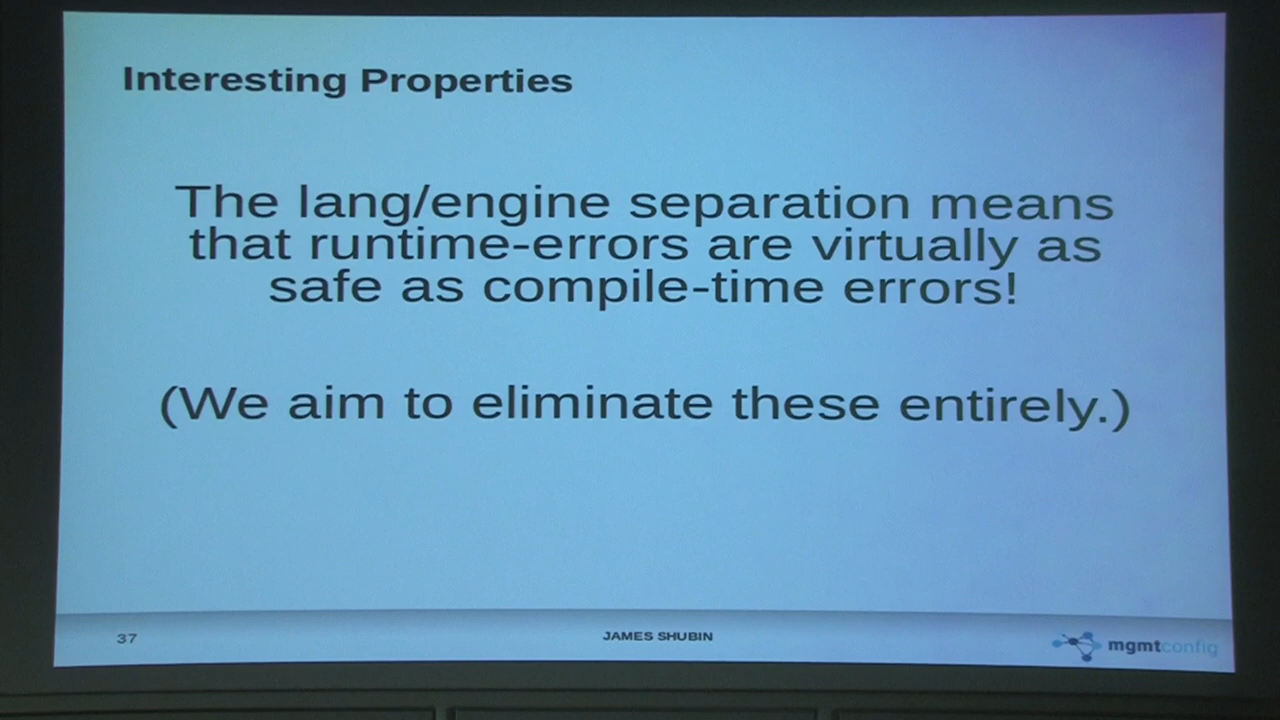 Interesting Properties
The lang/engine separation means
that runtime-errors are virtually as
safe as compile-time errors!
(We aim to eliminate these entirely.)
37
JAMES SHUBIN
mgmtconfig